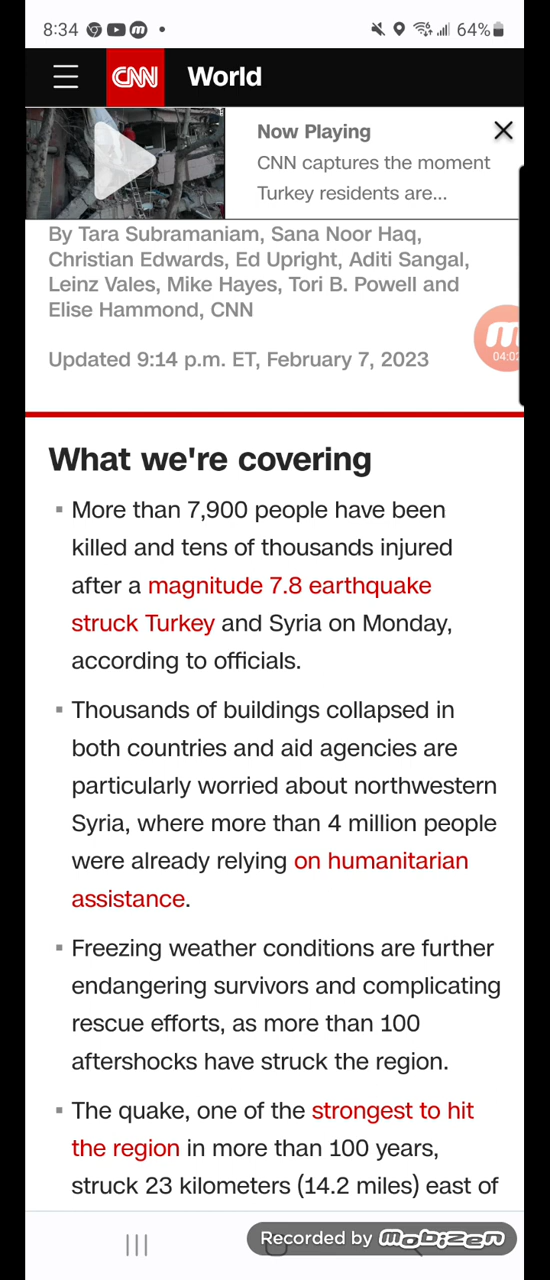 8:34
64%
CNN World
Now Playing
CNN captures the moment
Turkey residents are...
By Tara Subramaniam, Sana Noor Haq,
Christian Edwards, Ed Upright, Aditi Sangal,
Leinz Vales, Mike Hayes, Tori B. Powell and
Elise Hammond, CNN
04:02
Updated 9:14 p.m. ET, February 7, 2023
What we're covering
More than 7,900 people have been
killed and tens of thousands injured
after a magnitude 7.8 earthquake
struck Turkey and Syria on Monday,
according to officials.
Thousands of buildings collapsed in
both countries and aid agencies are
particularly worried about northwestern
Syria, where more than 4 million people
were already relying on humanitarian
assistance.
Freezing weather conditions are further
endangering survivors and complicating
rescue efforts, as more than 100
aftershocks have struck the region.
The quake, one of the strongest to hit
the region in more than 100 years,
struck 23 kilometers (14.2 miles) east of
Recorded by mobizen